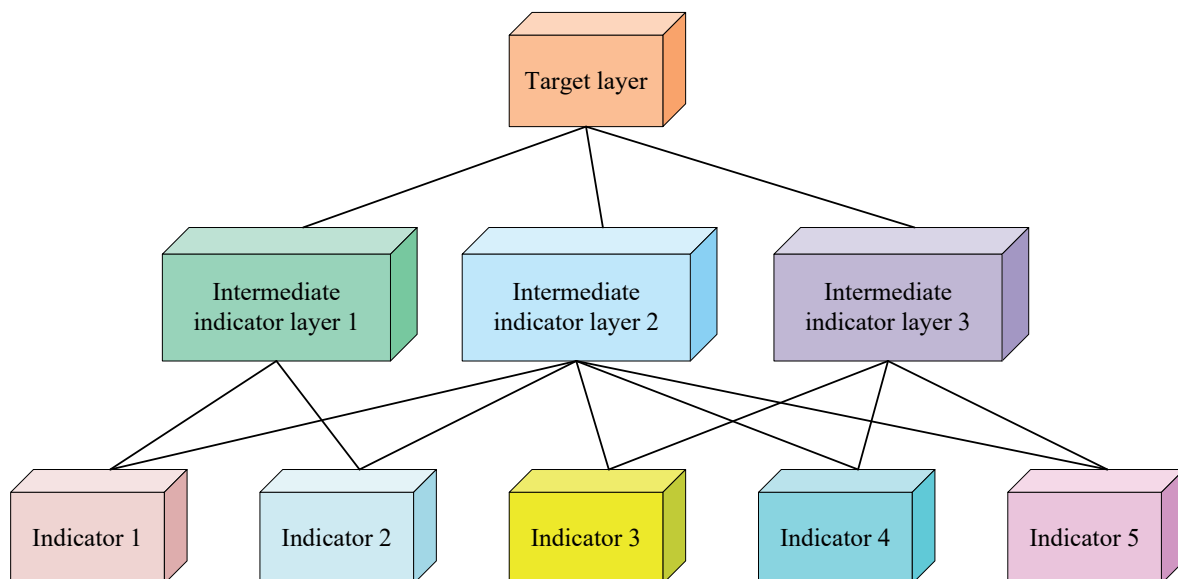 Target layer
Intermediate
indicator layer 1
Intermediate
indicator layer 2
Intermediate
indicator layer 3
Indicator 1
Indicator 2
Indicator 3
Indicator 4
Indicator 5